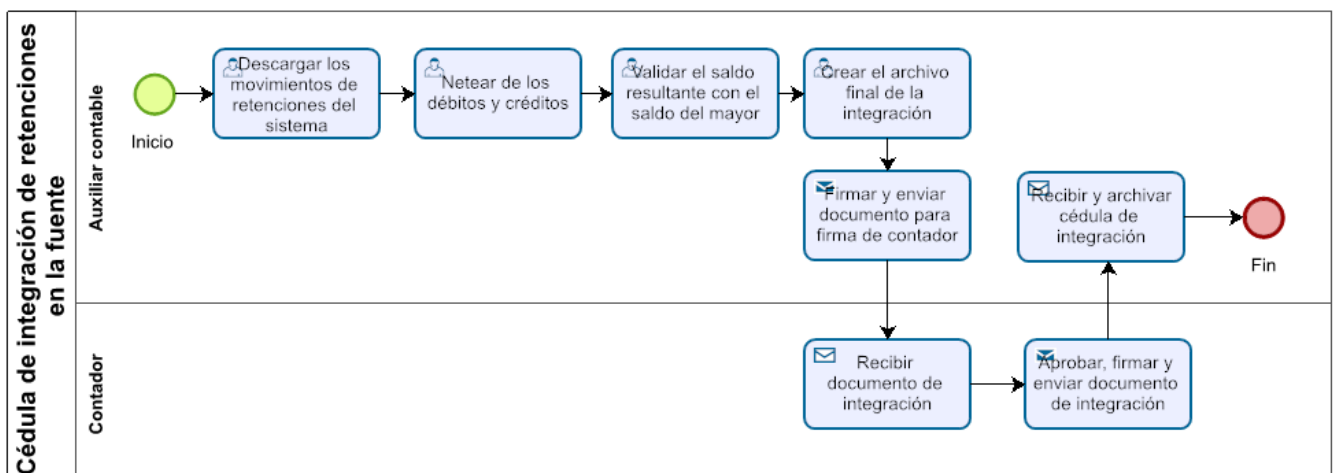 Cédula de integración de retenciones
en la fuente
Auxiliar contable
Inicio
Descargar los
movimientos de
retenciones del
sistema
Netear de los
débitos y créditos
Validar el saldo
resultante con el
saldo del mayor
Crear el archivo
final de la
integración
Firmar y enviar
documento para
firma de contador
Recibir y archivar
cédula de
integración
Fin
Contador
Recibir
documento de
integración
Aprobar, firmar y
enviar documento
de integración